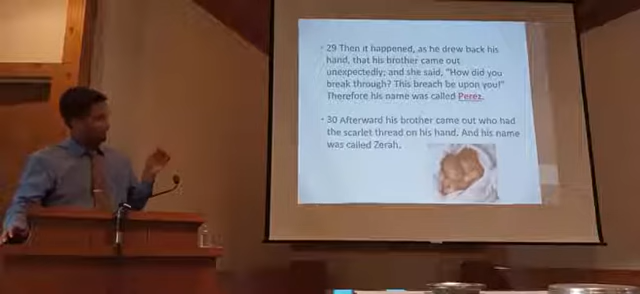 · 29 Then it happened, as he drew back his
hand, that his brother came out
unexpectedly; and she said, "How did you
break through? This breach be upon you!"
Therefore his name was called Perez.
· 30 Afterward his brother came out who had
the scarlet thread on his hand. And his name
was called Zerah.